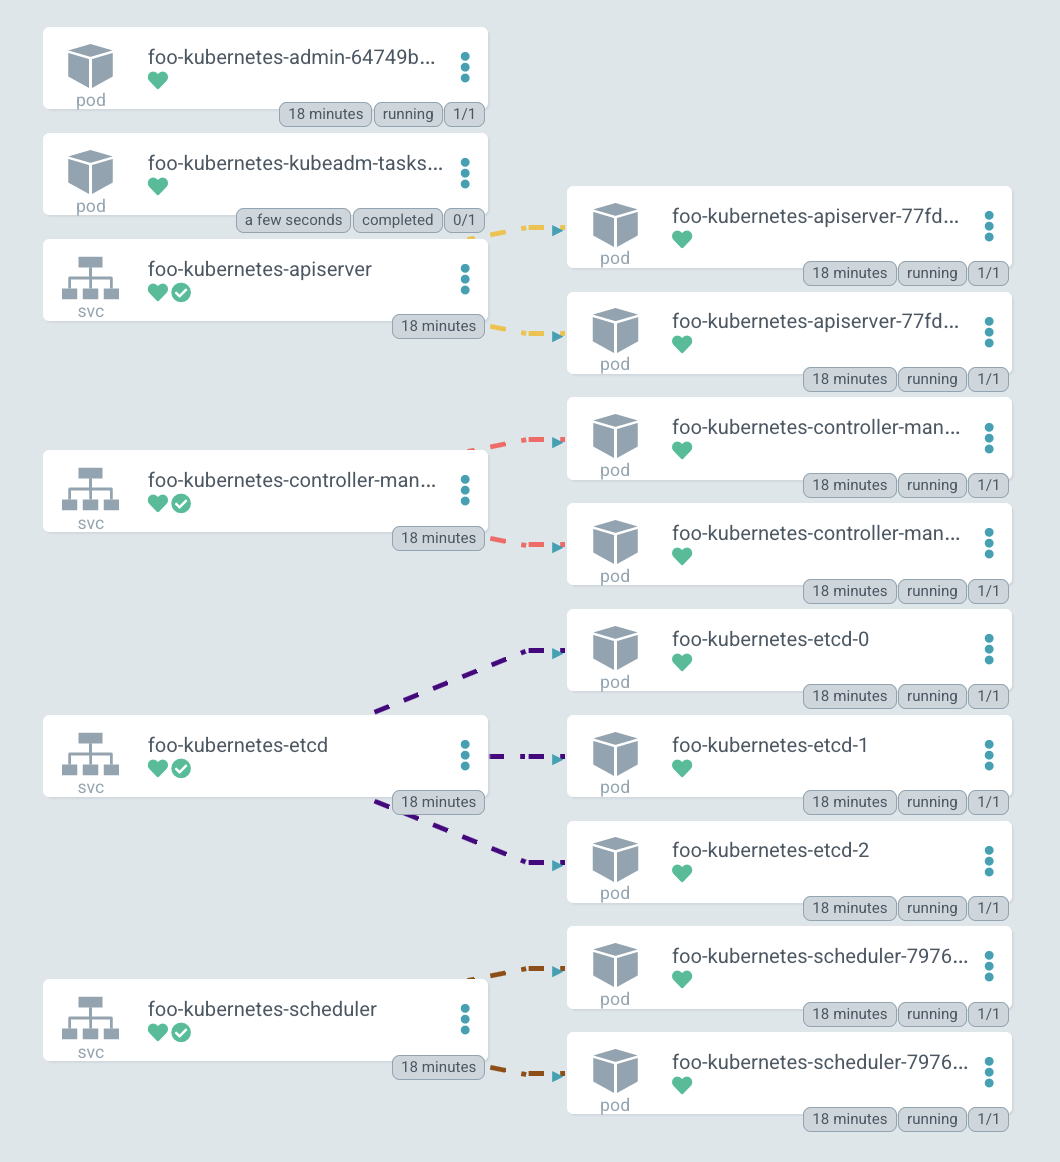 foo-kubernetes-admin-64749b...
pod
18 minutes running 1/1
foo-kubernetes-kubeadm-tasks...
pod
a few seconds completed 0/1
foo-kubernetes-apiserver
svc
18 minutes
foo-kubernetes-controller-man...
svc
18 minutes
foo-kubernetes-etcd
svc
18 minutes
foo-kubernetes-scheduler
svc
18 minutes
foo-kubernetes-apiserver-77fd...
pod
18 minutes running 1/1
foo-kubernetes-apiserver-77fd...
pod
18 minutes running 1/1
foo-kubernetes-controller-man...
pod
18 minutes running 1/1
foo-kubernetes-controller-man...
pod
18 minutes running 1/1
foo-kubernetes-etcd-0
pod
18 minutes running 1/1
foo-kubernetes-etcd-1
pod
18 minutes running 1/1
foo-kubernetes-etcd-2
pod
18 minutes running 1/1
foo-kubernetes-scheduler-7976...
pod
18 minutes running 1/1
foo-kubernetes-scheduler-7976...
pod
18 minutes running 1/1